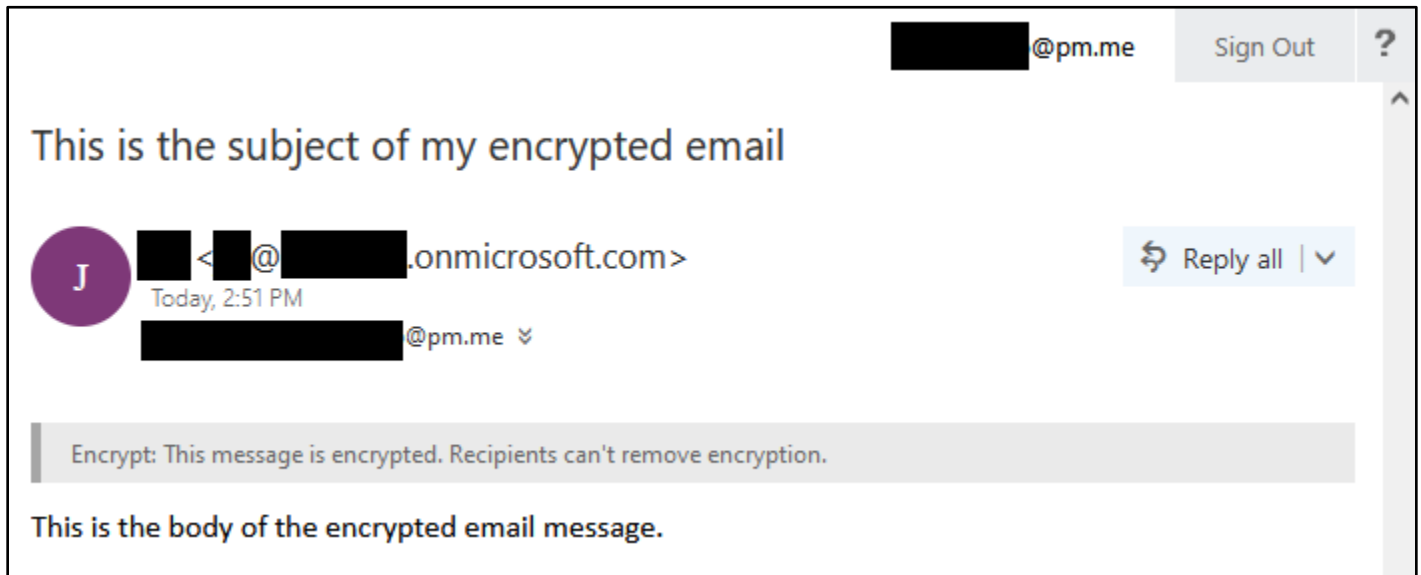 @pm.me Sign Out ?
This is the subject of my encrypted email
J
< @ .onmicrosoft.com>
Reply all
Today, 2:51 PM
@pm.me
Encrypt: This message is encrypted. Recipients can't remove encryption.
This is the body of the encrypted email message.